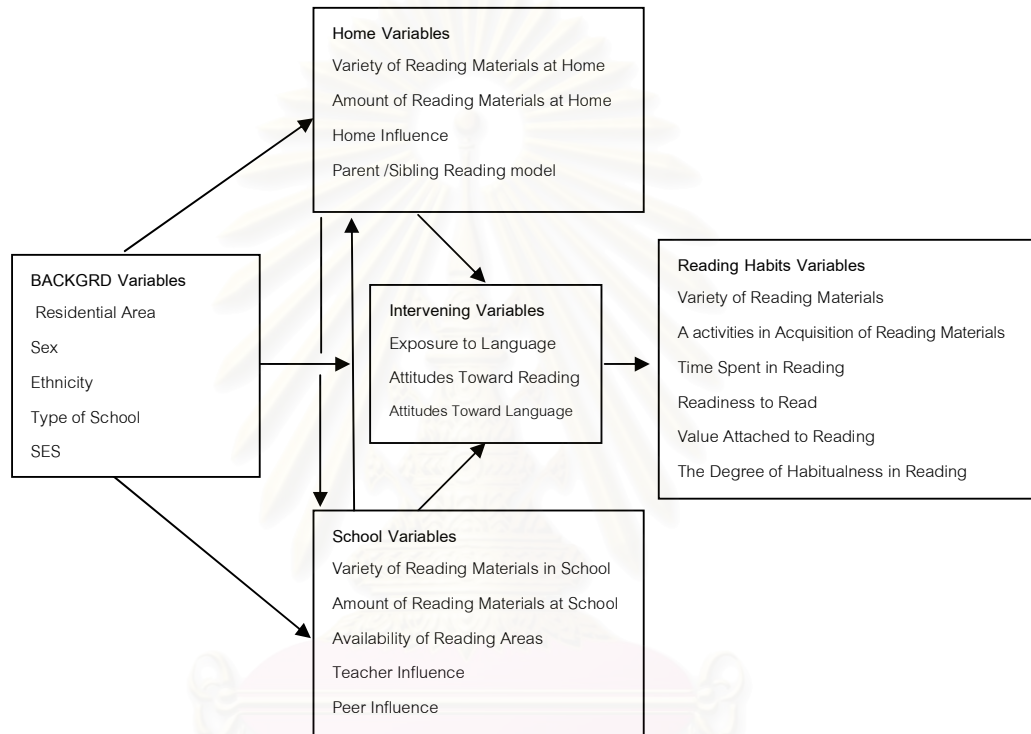 Home Variables
Variety of Reading Materials at Home
Amount of Reading Materials at Home
Home Influence
Parent /Sibling Reading model
BACKGRD Variables
Residential Area
Sex
Ethnicity
Type of School
SES
Intervening Variables
Exposure to Language
Attitudes Toward Reading
Attitudes Toward Language
Reading Habits Variables
Variety of Reading Materials
A activities in Acquisition of Reading Materials
Time Spent in Reading
Readiness to Read
Value Attached to Reading
The Degree of Habitualness in Reading
School Variables
Variety of Reading Materials in School
Amount of Reading Materials at School
Availability of Reading Areas
Teacher Influence
Peer Influence